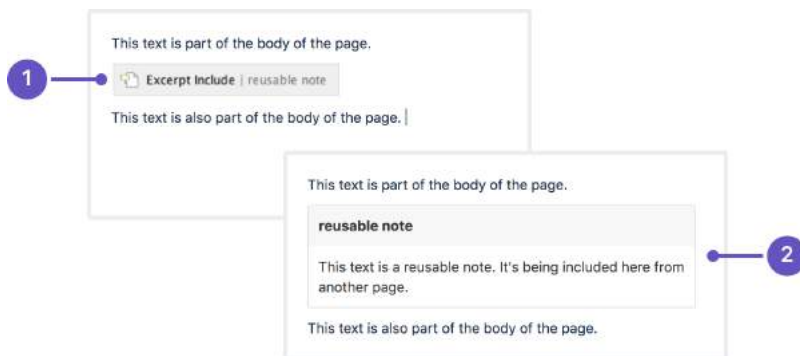 This text is part of the body of the page.
1
Excerpt Include | reusable note
This text is also part of the body of the page.
This text is part of the body of the page.
reusable note
2
This text is a reusable note. It's being included here from
another page.
This text is also part of the body of the page.